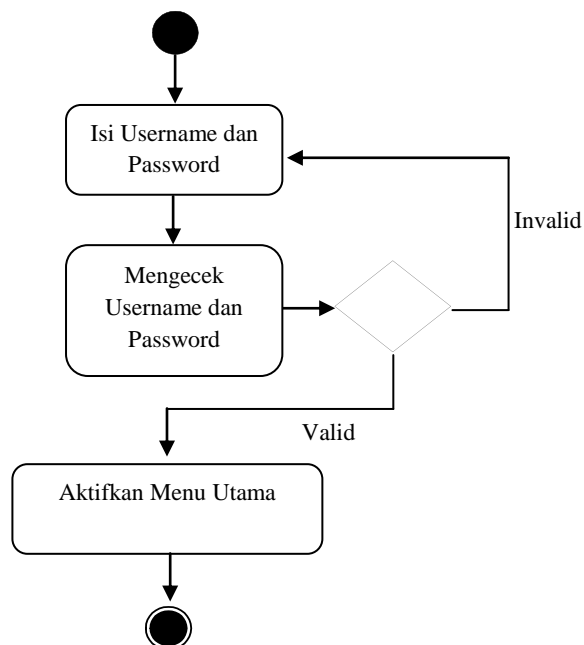 Isi Username dan
Password
Invalid
Mengecek
Username dan
Password
Valid
Aktifkan Menu Utama